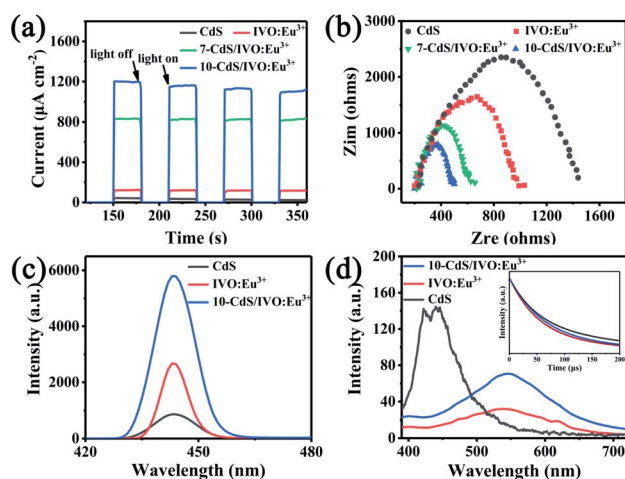 (a)
CdS
IVO:Eu³⁺
7-CdS/IVO:Eu³⁺
10-CdS/IVO:Eu³⁺
light off
light on
1600
1200
800
400
0
Current (μA cm⁻²)
150 200 250 300 350
Time (s)
(b)
CdS
IVO:Eu³⁺
7-CdS/IVO:Eu³⁺
10-CdS/IVO:Eu³⁺
3000
2000
1000
0
Zim (ohms)
400 800 1200 1600
Zre (ohms)
(c)
CdS
IVO:Eu³⁺
10-CdS/IVO:Eu³⁺
6000
4000
2000
0
Intensity (a.u.)
420 450 480
Wavelength (nm)
(d)
10-CdS/IVO:Eu³⁺
IVO:Eu³⁺
CdS
200
160
120
80
40
0
Intensity (a.u.)
400 500 600 700
Wavelength (nm)
Intensity (a.u.)
0 50 100 150 200
Time (μs)